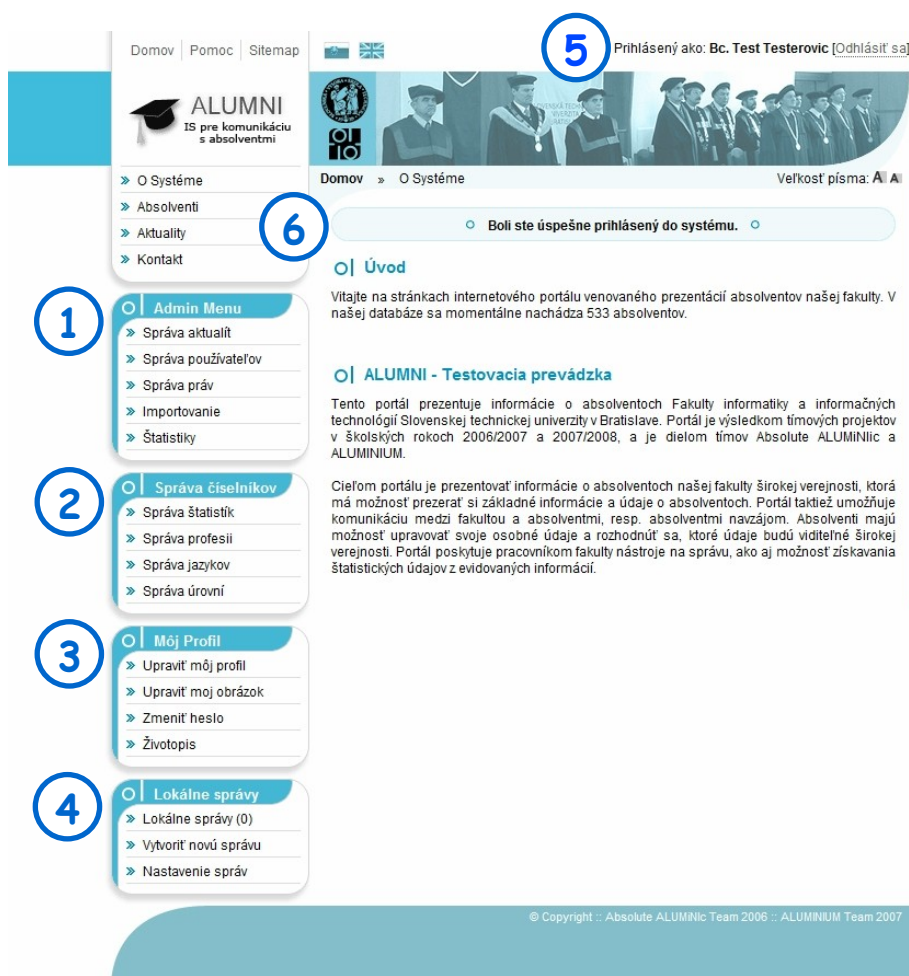 Domov Pomoc Sitemap
5
Prihlásený ako: Bc. Test Testerovic [Odhlásiť sa]
ALUMNI
IS pre komunikáciu
s absolventmi
Domov » O Systéme
Veľkosť písma: A A
» O Systéme
» Absolventi
» Aktuality
» Kontakt
6
Boli ste úspešne prihlásený do systému.
Úvod
Vitajte na stránkach internetového portálu venovaného prezentácií absolventov našej fakulty. V
našej databáze sa momentálne nachádza 533 absolventov.
ALUMNI - Testovacia prevádzka
Tento portál prezentuje informácie o absolventoch Fakulty informatiky a informačných
technológií Slovenskej technickej univerzity v Bratislave. Portál je výsledkom tímových projektov
v školských rokoch 2006/2007 a 2007/2008, a je dielom tímov Absolute ALUMiNIic a
ALUMINIUM.
Cieľom portálu je prezentovať informácie o absolventoch našej fakulty širokej verejnosti, ktorá
má možnosť prezerať si základné informácie a údaje o absolventoch. Portál taktiež umožňuje
komunikáciu medzi fakultou a absolventmi, resp. absolventmi navzájom. Absolventi majú
možnosť upravovať svoje osobné údaje a rozhodnúť sa, ktoré údaje budú viditeľné širokej
verejnosti. Portál poskytuje pracovníkom fakulty nástroje na správu, ako aj možnosť získavania
štatistických údajov z evidovaných informácií.
1
Admin Menu
» Správa aktualít
» Správa používateľov
» Správa práv
» Importovanie
» Štatistiky
2
Správa číselníkov
» Správa štatistík
» Správa profesii
» Správa jazykov
» Správa úrovní
3
Môj Profil
» Upraviť môj profil
» Upraviť moj obrázok
» Zmeniť heslo
» Životopis
4
Lokálne správy
» Lokálne správy (0)
» Vytvoriť novú správu
» Nastavenie správ
© Copyright :: Absolute ALUMiNIc Team 2006 :: ALUMINIUM Team 2007